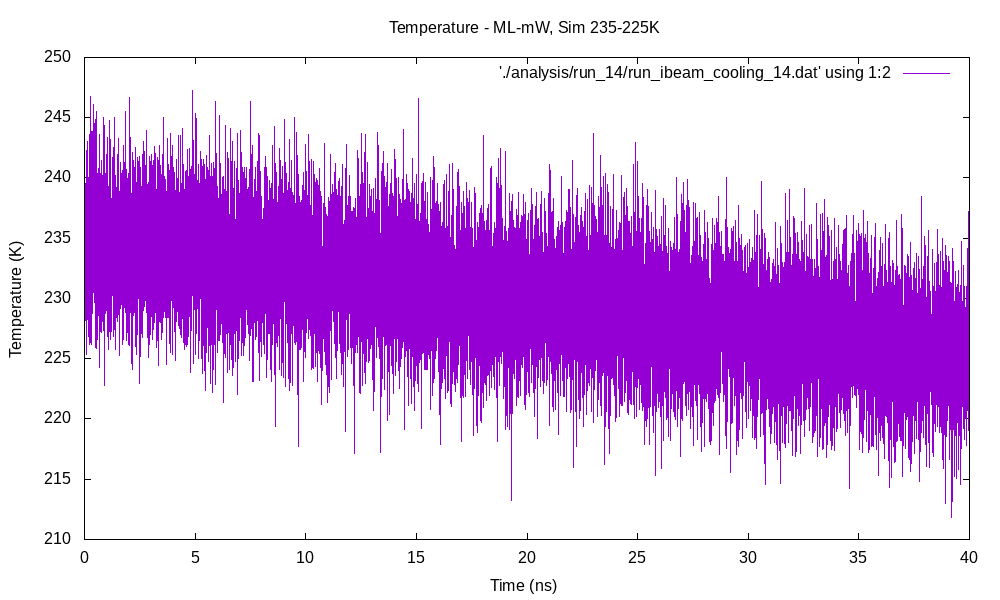 Temperature - ML-mW, Sim 235-225K
'./analysis/run_14/run_ibeam_cooling_14.dat' using 1:2
250
245
240
235
230
225
220
215
210
Temperature (K)
0 5 10 15 20 25 30 35 40
Time (ns)